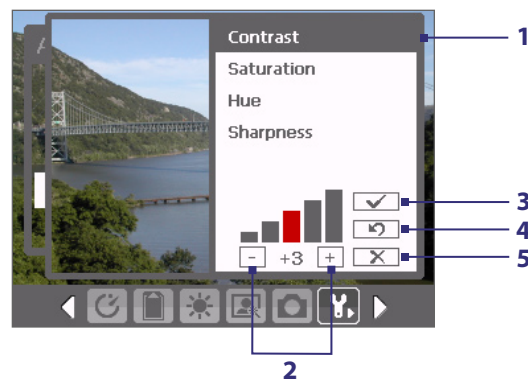 Contrast
1
Saturation
Hue
Sharpness
3
4
- +3 +
5
2